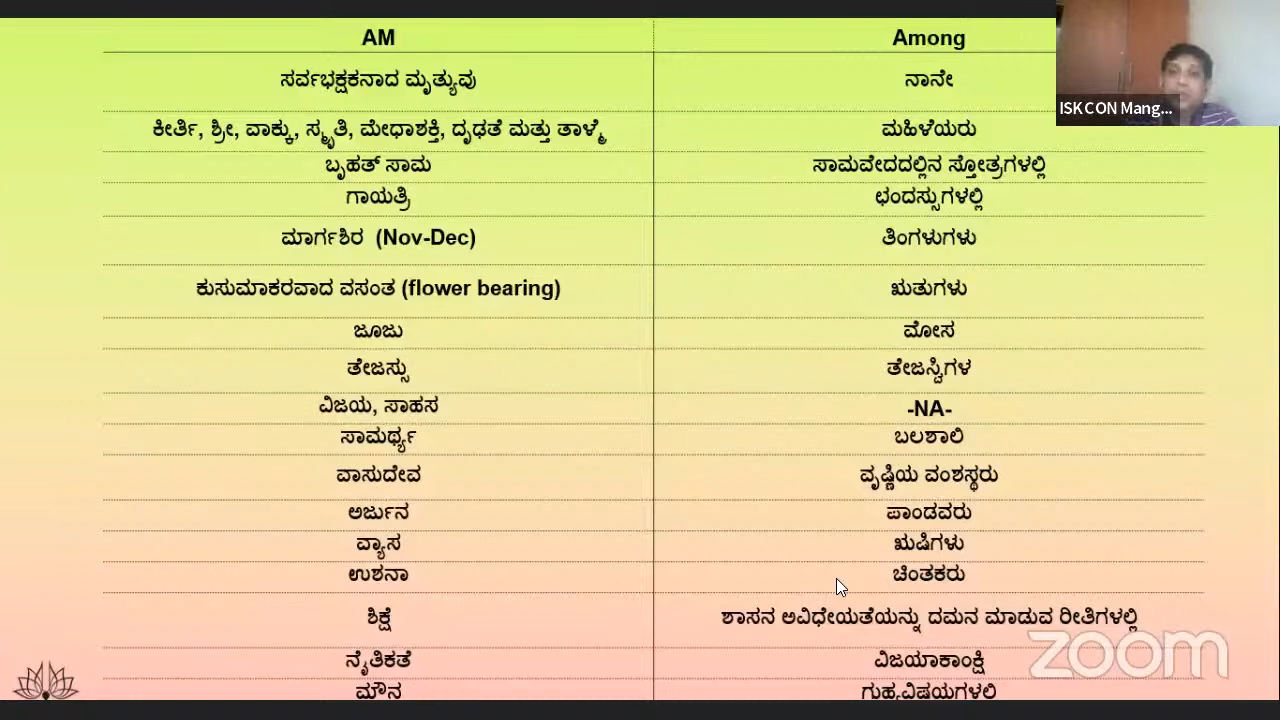 AM Among
ಸರ್ವಭಕ್ಷಕನಾದ ಮೃತ್ಯುವು ನಾನೇ
ISKCON Mang...
ಕೀರ್ತಿ, ಶ್ರೀ, ವಾಕ್ಕು, ಸ್ಮೃತಿ, ಮೇಧಾಶಕ್ತಿ, ದೃಢತೆ ಮತ್ತು ತಾಳ್ಮೆ ಮಹಿಳೆಯರು
ಬೃಹತ್ ಸಾಮ ಸಾಮವೇದದಲ್ಲಿನ ಸ್ತೋತ್ರಗಳಲ್ಲಿ
ಗಾಯತ್ರಿ ಛಂದಸ್ಸುಗಳಲ್ಲಿ
ಮಾರ್ಗಶಿರ (Nov-Dec) ತಿಂಗಳುಗಳು
ಕುಸುಮಾಕರವಾದ ವಸಂತ (flower bearing) ಋತುಗಳು
ಜೂಜು ಮೋಸ
ತೇಜಸ್ಸು ತೇಜಸ್ವಿಗಳ
ವಿಜಯ, ಸಾಹಸ -NA-
ಸಾಮರ್ಥ್ಯ ಬಲಶಾಲಿ
ವಾಸುದೇವ ವೃಷ್ಣಿಯ ವಂಶಸ್ಥರು
ಅರ್ಜುನ ಪಾಂಡವರು
ವ್ಯಾಸ ಋಷಿಗಳು
ಉಶನಾ ಚಿಂತಕರು
ಶಿಕ್ಷೆ ಶಾಸನ ಅವಿಧೇಯತೆಯನ್ನು ದಮನ ಮಾಡುವ ರೀತಿಗಳಲ್ಲಿ
ನೈತಿಕತೆ ವಿಜಯಾಕಾಂಕ್ಷಿ
ಮೌನ ಗುಹ್ಯವಿಷಯಗಳಲ್ಲಿ
zoom